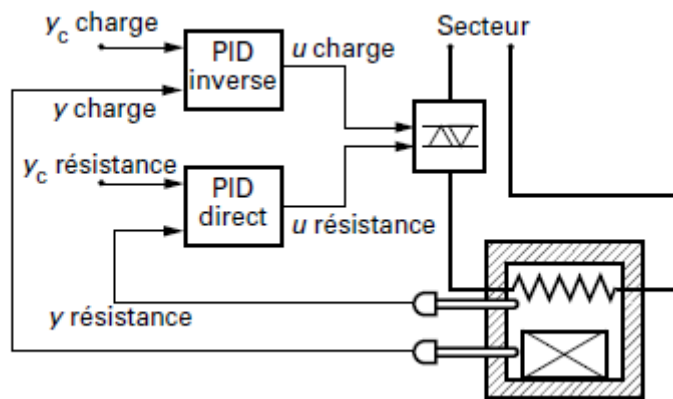 y_c charge
PID
inverse
u charge
Secteur
y charge
y_c résistance
PID
direct
u résistance
y résistance